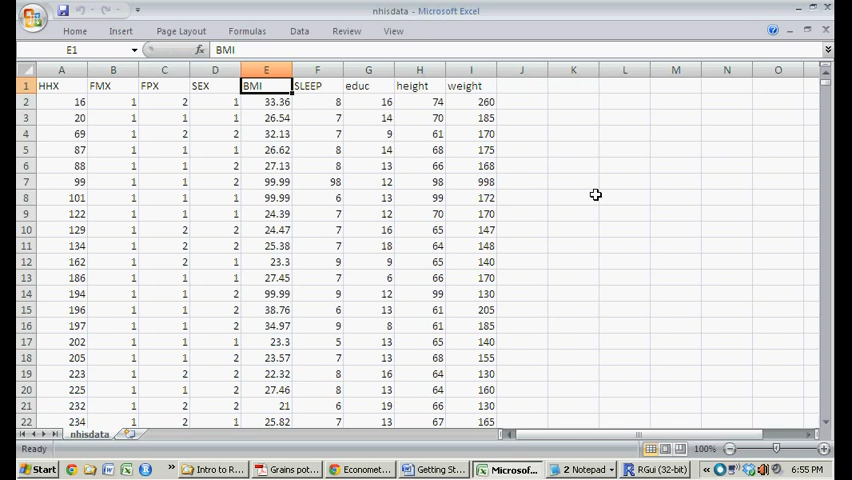 nhisdata - Microsoft Excel
Home Insert Page Layout Formulas Data Review View
E1 fx BMI
A B C D E F G H I J K L M N O
1 HHX FMX FPX SEX BMI SLEEP educ height weight
2 16 1 2 1 33.36 8 16 74 260
3 20 1 1 1 26.54 7 14 70 185
4 69 1 2 2 32.13 7 9 61 170
5 87 1 1 1 26.62 8 14 68 175
6 88 1 1 2 27.13 8 13 66 168
7 99 1 1 2 99.99 98 12 98 998
8 101 1 1 1 99.99 6 13 99 172
9 122 1 1 1 24.39 7 12 70 170
10 129 1 2 2 24.47 7 16 65 147
11 134 1 2 2 25.38 7 18 64 148
12 162 1 2 1 23.3 9 9 65 140
13 186 1 1 1 27.45 7 6 66 170
14 194 1 1 2 99.99 9 12 99 130
15 196 1 1 2 38.76 6 13 61 205
16 197 1 1 2 34.97 9 8 61 185
17 202 1 1 1 23.3 5 13 65 140
18 205 1 1 2 23.57 7 13 68 155
19 223 1 2 2 22.32 8 16 64 130
20 225 1 1 2 27.46 8 13 64 160
21 232 1 2 2 21 6 19 66 130
22 234 1 2 1 25.82 7 13 67 165
nhisdata
Ready 100%
Start Intro to R... Grains pot... Economet... Getting St... Microsof... 2 Notepad RGui (32-bit) 6:55 PM